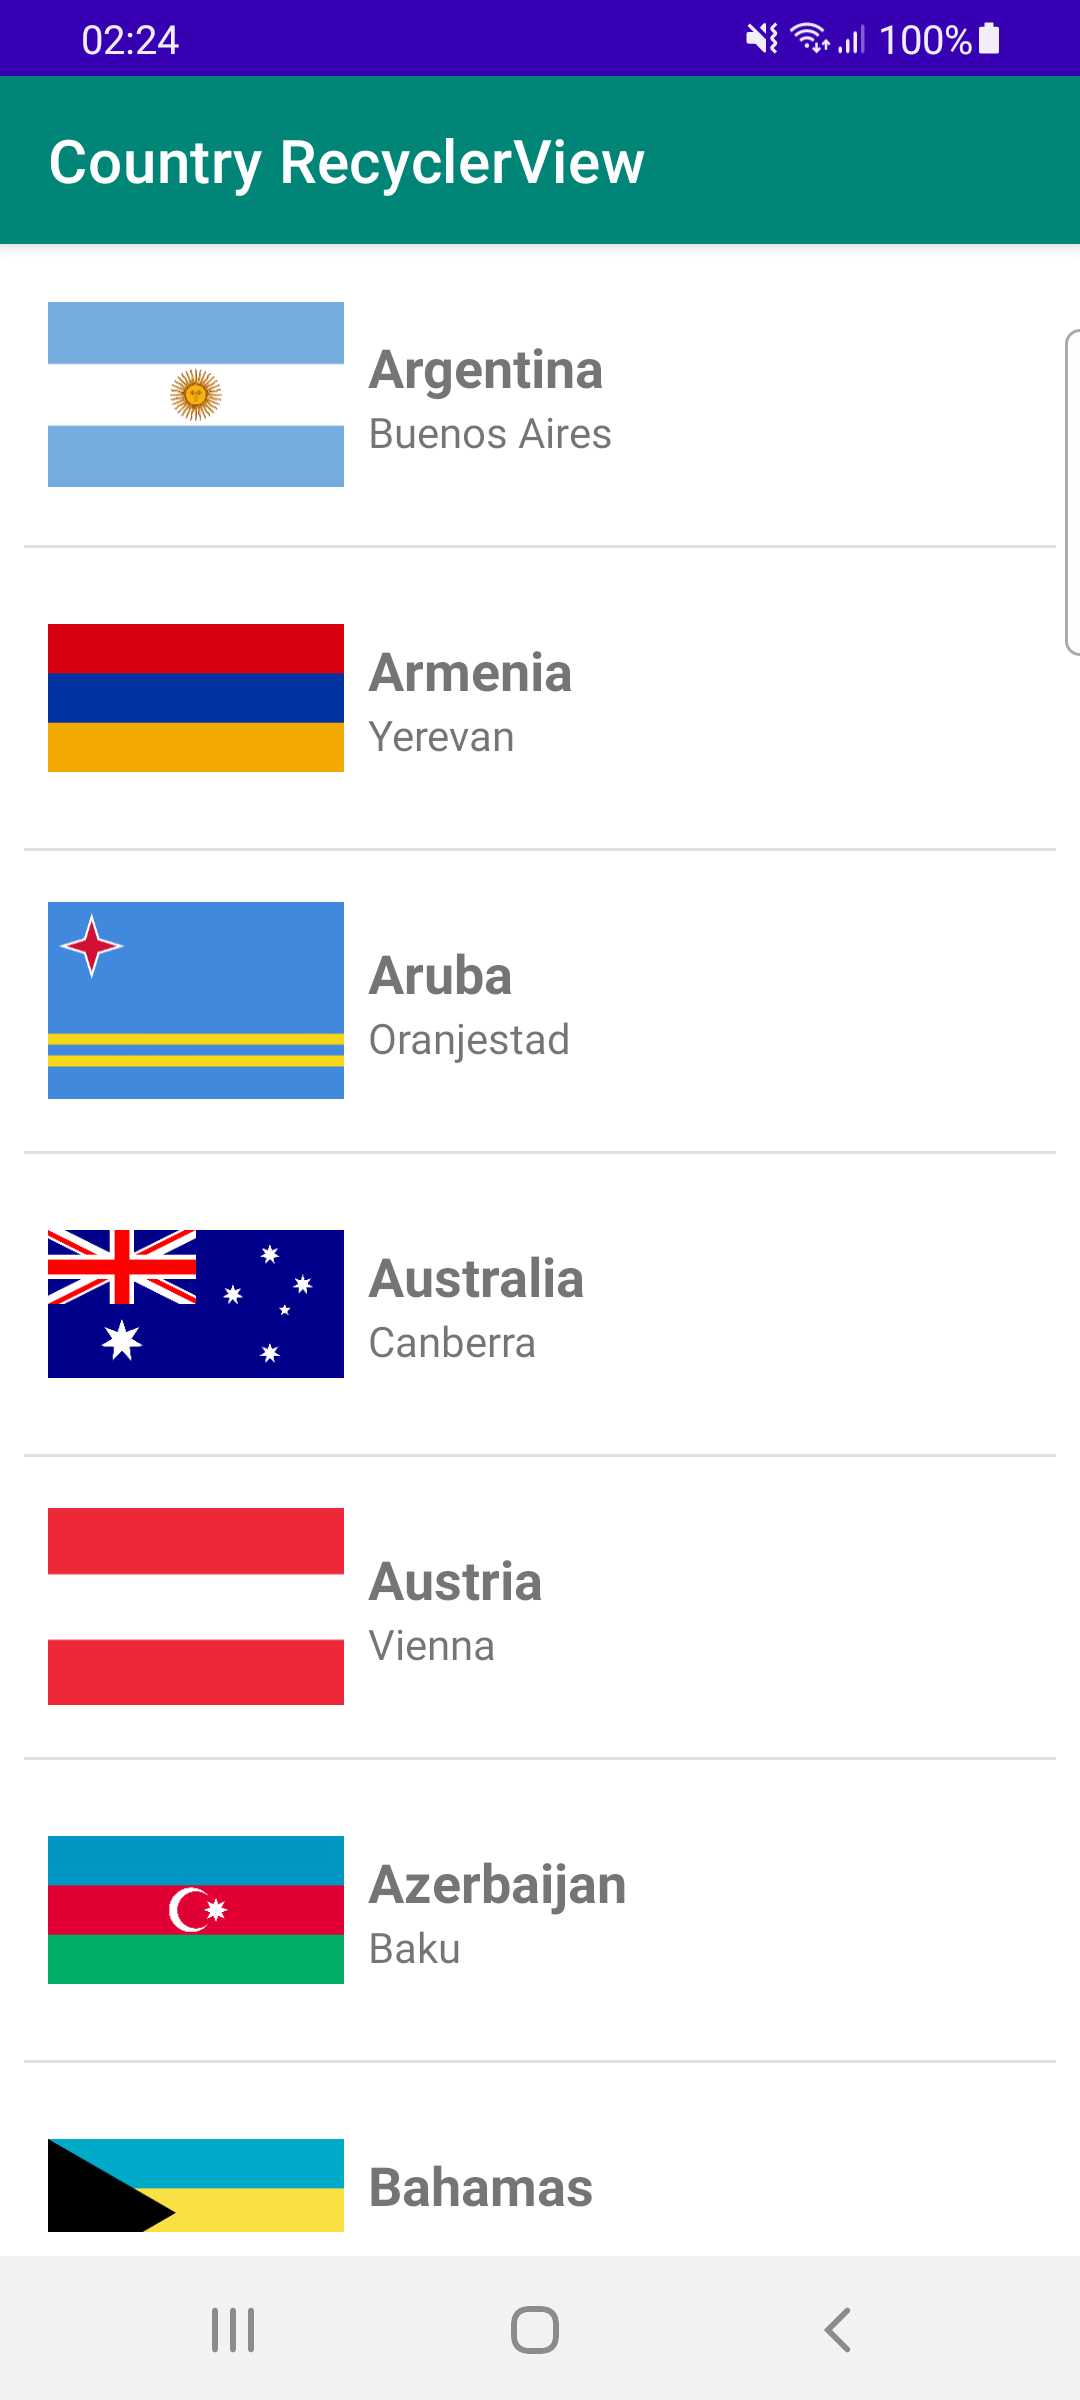 02:24 100%
Country RecyclerView
Argentina
Buenos Aires
Armenia
Yerevan
Aruba
Oranjestad
Australia
Canberra
Austria
Vienna
Azerbaijan
Baku
Bahamas